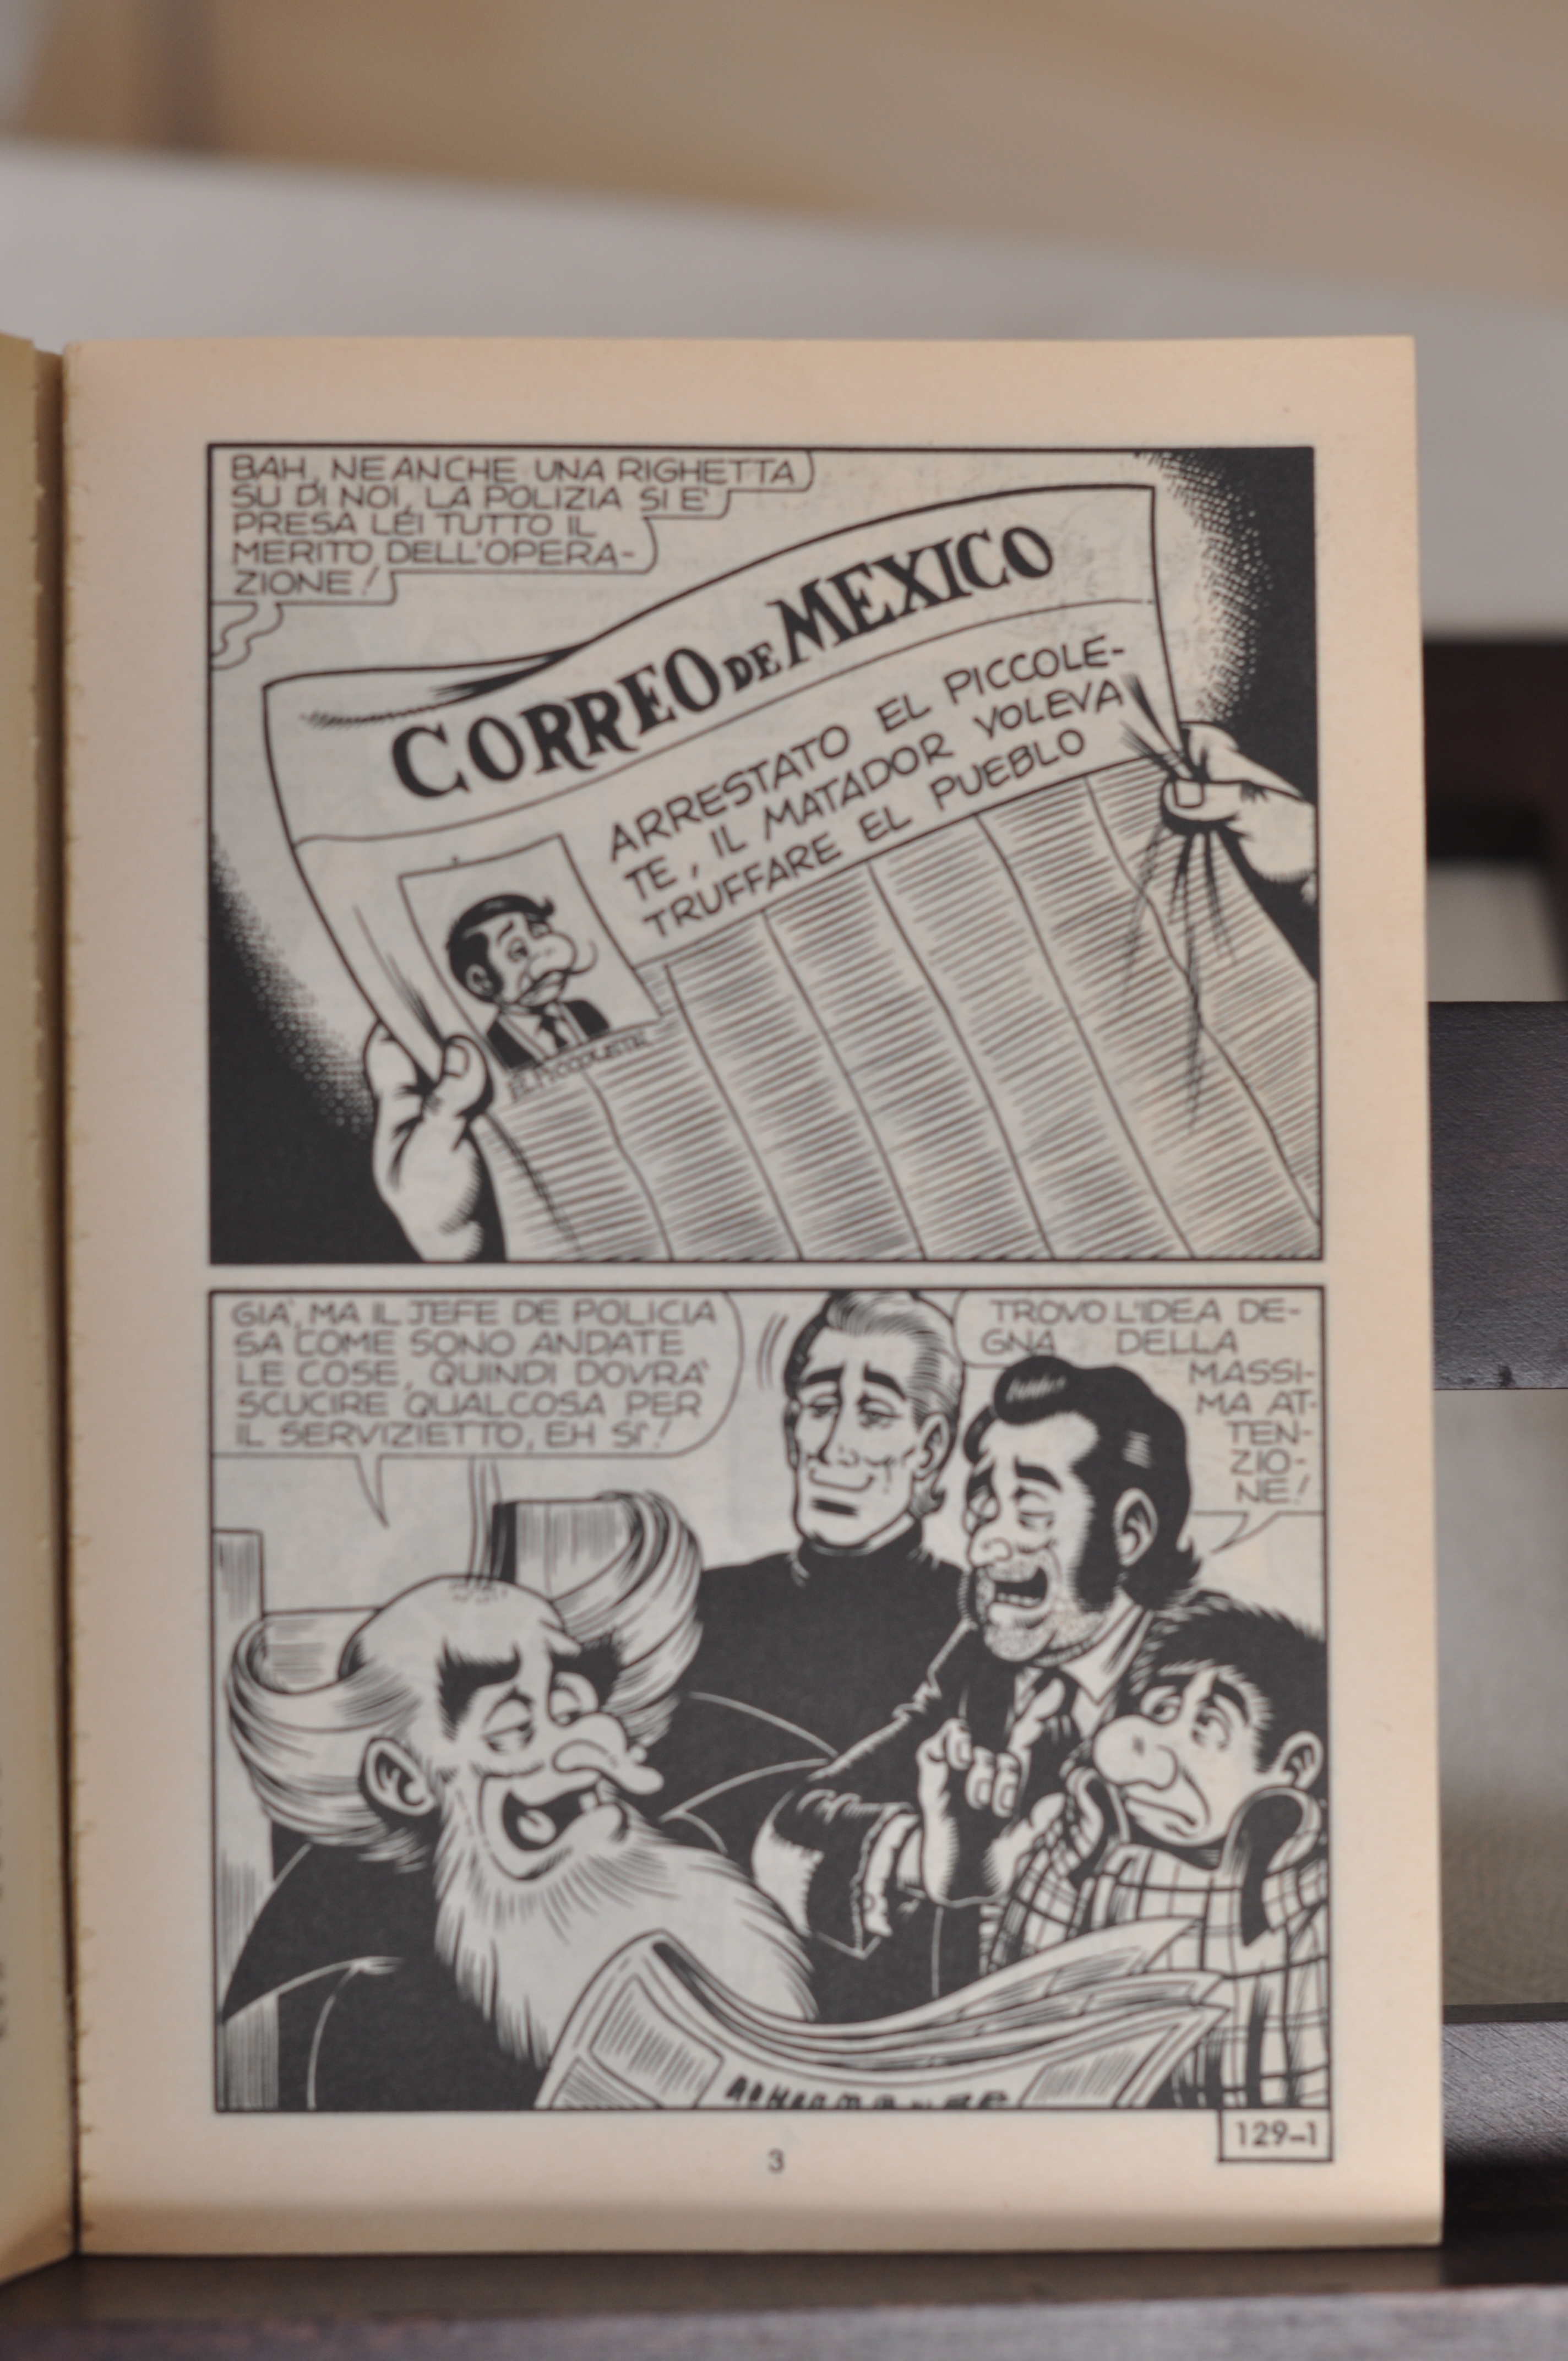 BAH, NEANCHE UNA RIGHETTA
SU DI NOI, LA POLIZIA SI E'
PRESA LEI TUTTO IL
MERITO DELL'OPERA-
ZIONE!
CORREO DE MEXICO
ARRESTATO EL PICCOLE-
TE, IL MATADOR VOLEVA
TRUFFARE EL PUEBLO
EL PICCOLETE
GIA', MA IL JEFE DE POLICIA
SA COME SONO ANDATE
LE COSE, QUINDI DOVRA'
SCUCIRE QUALCOSA PER
IL SERVIZIETTO, EH SI'!
TROVO L'IDEA DE-
GNA DELLA
MASSI-
MA AT-
TEN-
ZIO-
NE!
129-1
3